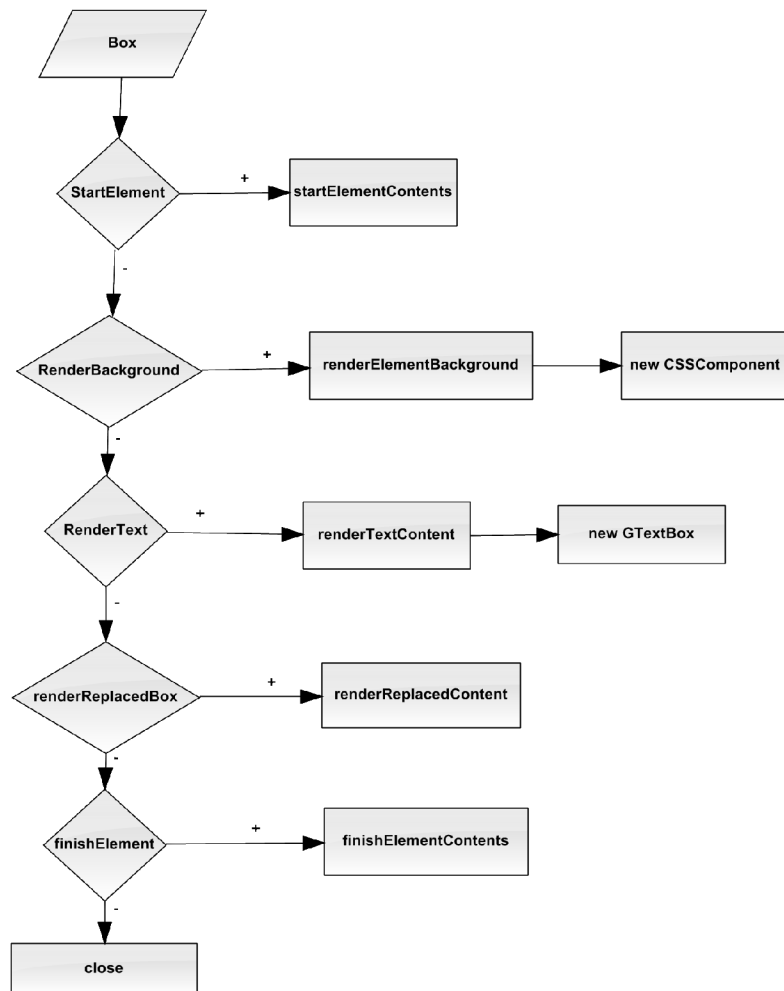 Box
StartElement
+
startElementContents
-
RenderBackground
+
renderElementBackground
new CSSComponent
-
RenderText
+
renderTextContent
new GTextBox
-
renderReplacedBox
+
renderReplacedContent
-
finishElement
+
finishElementContents
-
close